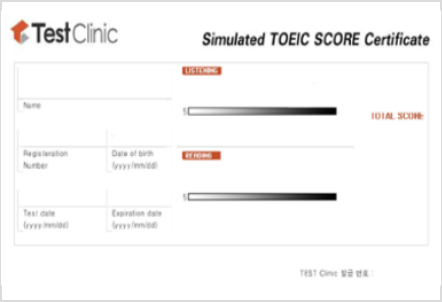 TestClinic
Simulated TOEIC SCORE Certificate
LISTENING
Name
5
TOTAL SCORE
Registeration
Number
Date of birth
(yyyy/mm/dd)
READING
5
Test date
(yyyy/mm/dd)
Expiration date
(yyyy/mm/dd)
TEST Clinic 발급 번호 :